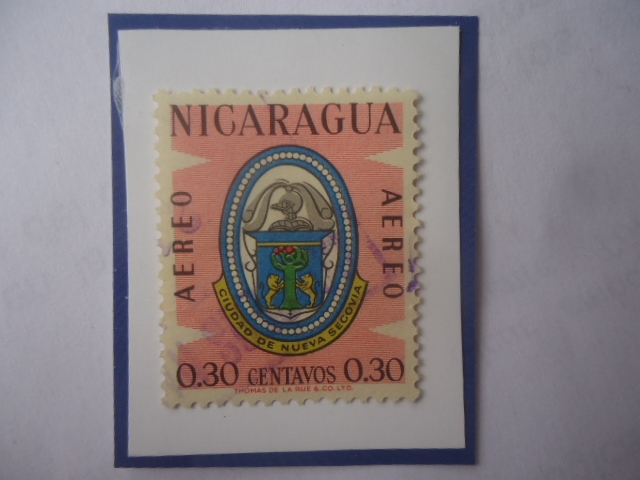 NICARAGUA
AEREO
AEREO
CIUDAD DE NUEVA SEGOVIA
0.30 CENTAVOS 0.30
THOMAS DE LA RUE & CO. LTD.